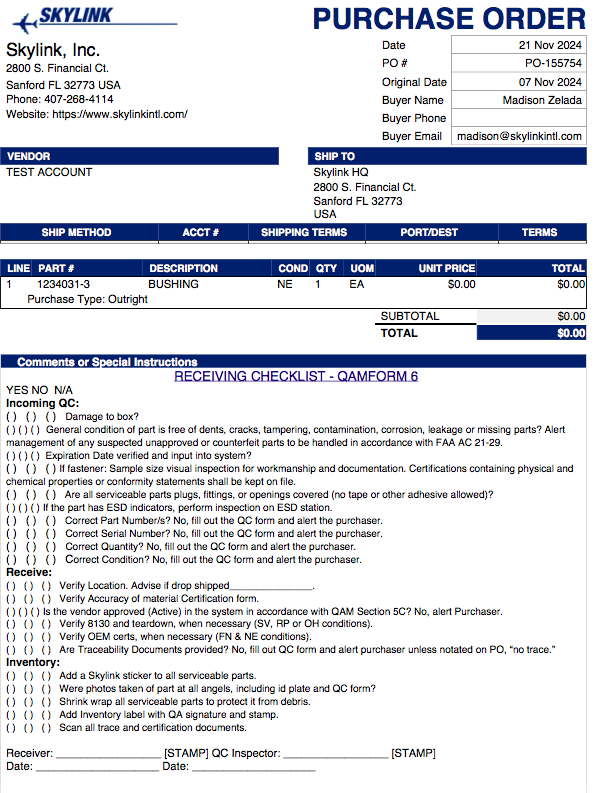 SKYLINK
PURCHASE ORDER
Skylink, Inc.
2800 S. Financial Ct.
Sanford FL 32773 USA
Phone: 407-268-4114
Website: https://www.skylinkintl.com/
Date 21 Nov 2024
PO # PO-155754
Original Date 07 Nov 2024
Buyer Name Madison Zelada
Buyer Phone
Buyer Email madison@skylinkintl.com
VENDOR
TEST ACCOUNT
SHIP TO
Skylink HQ
2800 S. Financial Ct.
Sanford FL 32773
USA
SHIP METHOD ACCT # SHIPPING TERMS PORT/DEST TERMS
LINE PART # DESCRIPTION COND QTY UOM UNIT PRICE TOTAL
1 1234031-3 BUSHING NE 1 EA $0.00 $0.00
Purchase Type: Outright
SUBTOTAL $0.00
TOTAL $0.00
Comments or Special Instructions
RECEIVING CHECKLIST - QAMFORM 6
YES NO N/A
Incoming QC:
( ) ( ) ( ) Damage to box?
( ) ( ) ( ) General condition of part is free of dents, cracks, tampering, contamination, corrosion, leakage or missing parts? Alert
management of any suspected unapproved or counterfeit parts to be handled in accordance with FAA AC 21-29.
( ) ( ) ( ) Expiration Date verified and input into system?
( ) ( ) ( ) If fastener: Sample size visual inspection for workmanship and documentation. Certifications containing physical and
chemical properties or conformity statements shall be kept on file.
( ) ( ) ( ) Are all serviceable parts plugs, fittings, or openings covered (no tape or other adhesive allowed)?
( ) ( ) ( ) If the part has ESD indicators, perform inspection on ESD station.
( ) ( ) ( ) Correct Part Number/s? No, fill out the QC form and alert the purchaser.
( ) ( ) ( ) Correct Serial Number? No, fill out the QC form and alert the purchaser.
( ) ( ) ( ) Correct Quantity? No, fill out the QC form and alert the purchaser.
( ) ( ) ( ) Correct Condition? No, fill out the QC form and alert the purchaser.
Receive:
( ) ( ) ( ) Verify Location. Advise if drop shipped_______________.
( ) ( ) ( ) Verify Accuracy of material Certification form.
( ) ( ) ( ) Is the vendor approved (Active) in the system in accordance with QAM Section 5C? No, alert Purchaser.
( ) ( ) ( ) Verify 8130 and teardown, when necessary (SV, RP or OH conditions).
( ) ( ) ( ) Verify OEM certs, when necessary (FN & NE conditions).
( ) ( ) ( ) Are Traceability Documents provided? No, fill out QC form and alert purchaser unless notated on PO, “no trace.”
Inventory:
( ) ( ) ( ) Add a Skylink sticker to all serviceable parts.
( ) ( ) ( ) Were photos taken of part at all angels, including id plate and QC form?
( ) ( ) ( ) Shrink wrap all serviceable parts to protect it from debris.
( ) ( ) ( ) Add Inventory label with QA signature and stamp.
( ) ( ) ( ) Scan all trace and certification documents.
Receiver: __________________ [STAMP] QC Inspector: __________________ [STAMP]
Date: _____________________ Date: _____________________